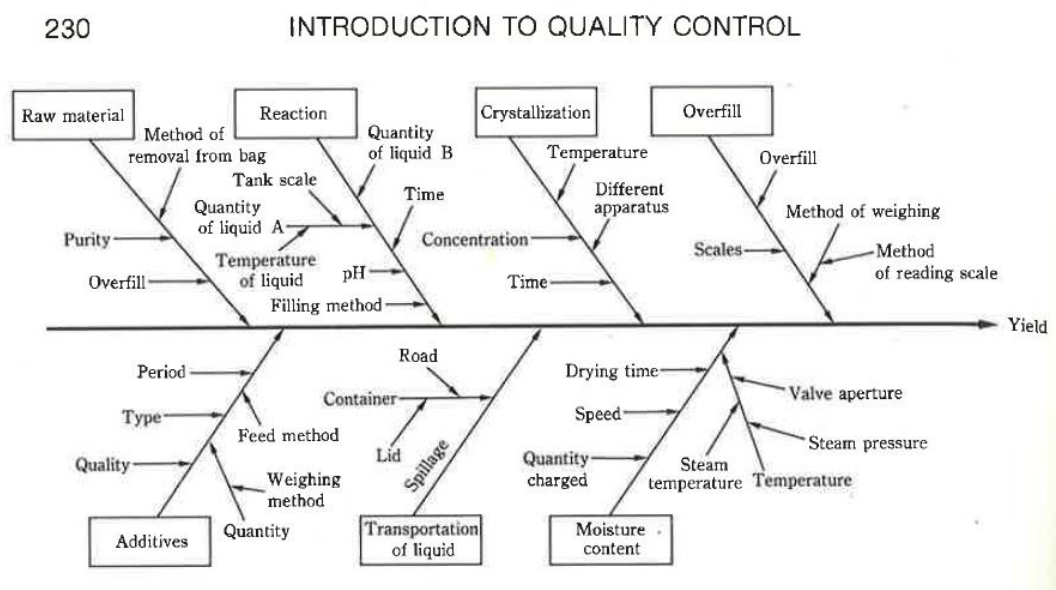 230
INTRODUCTION TO QUALITY CONTROL
Raw material
Method of
removal from bag
Purity
Overfill
Reaction
Quantity
of liquid B
Tank scale
Quantity
of liquid A
Temperature
of liquid
Time
pH
Filling method
Crystallization
Temperature
Different
apparatus
Concentration
Time
Overfill
Overfill
Method of weighing
Scales
Method
of reading scale
Yield
Period
Type
Feed method
Quality
Weighing
method
Quantity
Additives
Road
Container
Lid
Spillage
Transportation
of liquid
Drying time
Valve aperture
Speed
Steam pressure
Quantity
charged
Steam
temperature
Temperature
Moisture
content